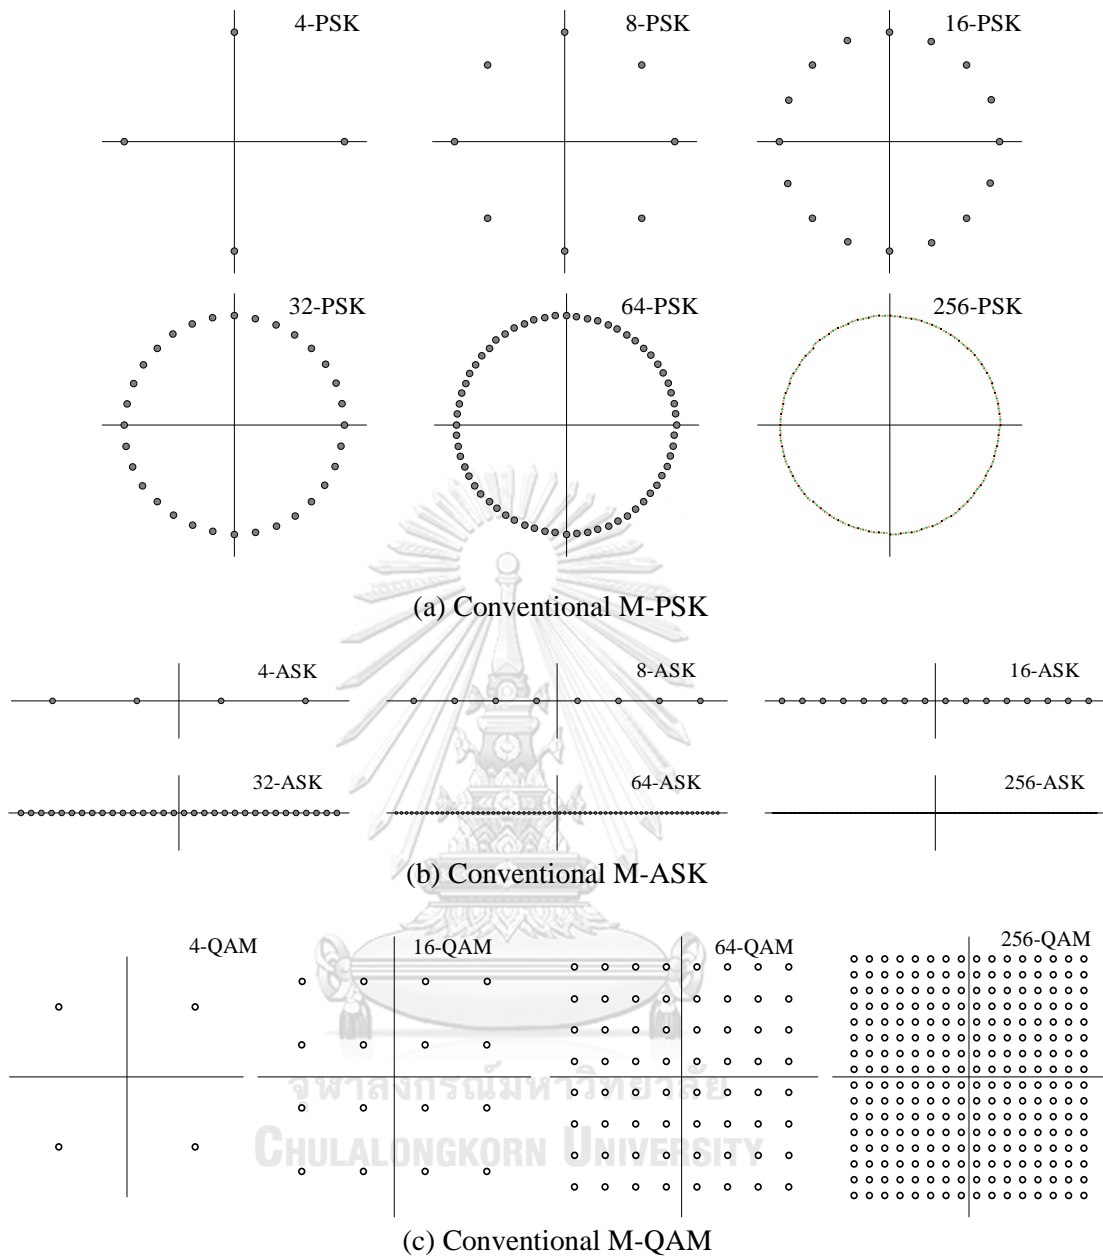 4-PSK
8-PSK
16-PSK
32-PSK
64-PSK
256-PSK
(a) Conventional M-PSK
4-ASK
8-ASK
16-ASK
32-ASK
64-ASK
256-ASK
(b) Conventional M-ASK
4-QAM
16-QAM
64-QAM
256-QAM
จุฬาลงกรณ์มหาวิทยาลัย
CHULALONGKORN UNIVERSITY
(c) Conventional M-QAM